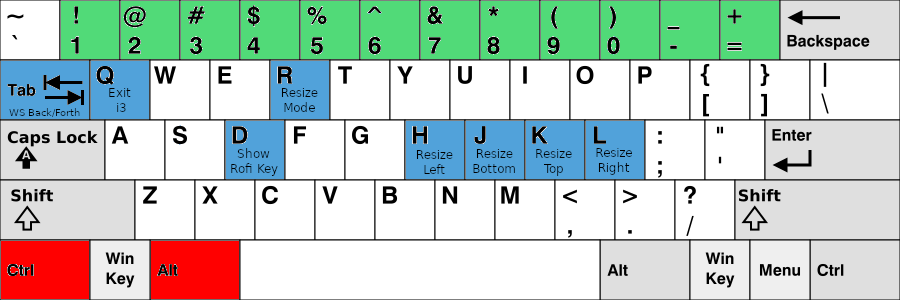 ~ ! @ # $ % ^ & * ( ) _ +
` 1 2 3 4 5 6 7 8 9 0 - = Backspace
Tab Q W E R T Y U I O P { } |
WS Back/Forth Exit i3 Resize Mode [ ] \
Caps Lock A A S D F G H J K L : " Enter
Show Rofi Key Resize Left Resize Bottom Resize Top Resize Right ; '
Shift Z X C V B N M < > ? Shift
, . /
Ctrl Win Key Alt Alt Win Key Menu Ctrl